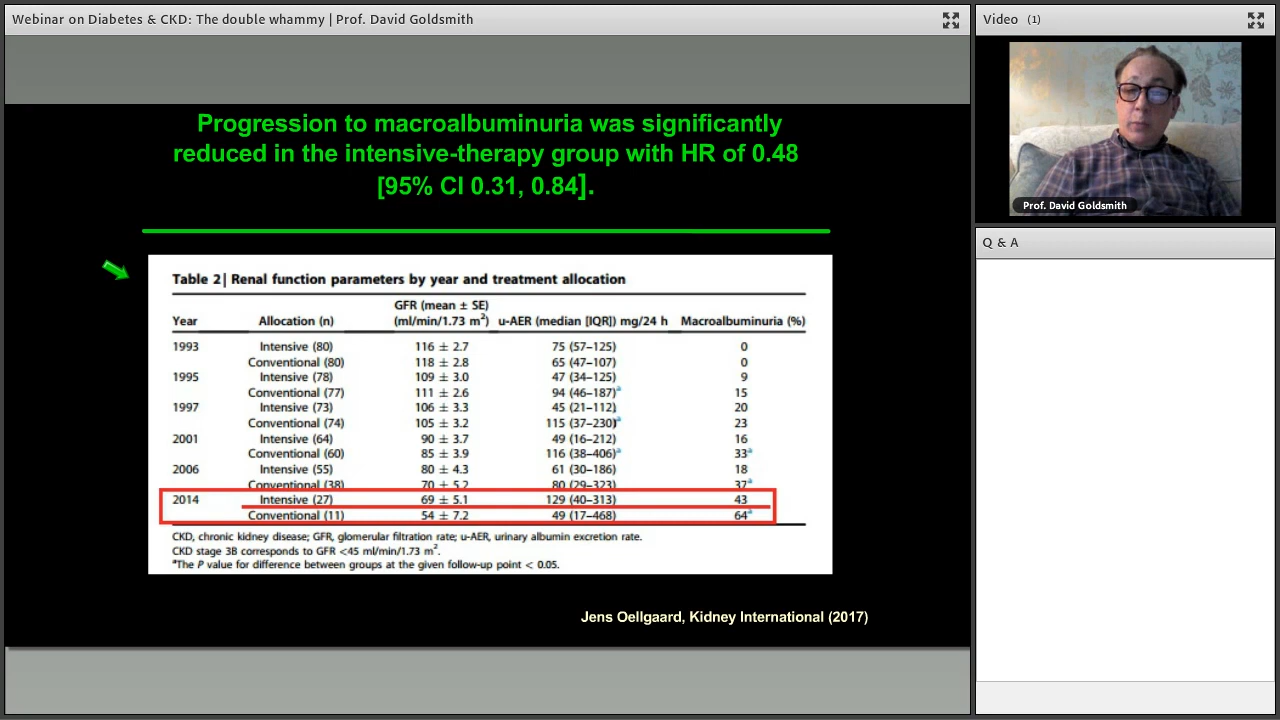 Webinar on Diabetes & CKD: The double whammy | Prof. David Goldsmith
Video (1)
Prof. David Goldsmith
Q & A
Progression to macroalbuminuria was significantly
reduced in the intensive-therapy group with HR of 0.48
[95% CI 0.31, 0.84].
Table 2| Renal function parameters by year and treatment allocation
GFR (mean ± SE)
Year Allocation (n) (ml/min/1.73 m²) u-AER (median [IQR]) mg/24 h Macroalbuminuria (%)
1993 Intensive (80) 116 ± 2.7 75 (57–125) 0
Conventional (80) 118 ± 2.8 65 (47–107) 0
1995 Intensive (78) 109 ± 3.0 47 (34–125) 9
Conventional (77) 111 ± 2.6 94 (46–187)ᵃ 15
1997 Intensive (73) 106 ± 3.3 45 (21–112) 20
Conventional (74) 105 ± 3.2 115 (37–230)ᵃ 23
2001 Intensive (64) 90 ± 3.7 49 (16–212) 16
Conventional (60) 85 ± 3.9 116 (38–406)ᵃ 33ᵃ
2006 Intensive (55) 80 ± 4.3 61 (30–186) 18
Conventional (38) 70 ± 5.2 80 (29–323) 37ᵃ
2014 Intensive (27) 69 ± 5.1 129 (40–313) 43
Conventional (11) 54 ± 7.2 49 (17–468) 64ᵃ
CKD, chronic kidney disease; GFR, glomerular filtration rate; u-AER, urinary albumin excretion rate.
CKD stage 3B corresponds to GFR <45 ml/min/1.73 m².
ᵃThe P value for difference between groups at the given follow-up point < 0.05.
Jens Oellgaard, Kidney International (2017)